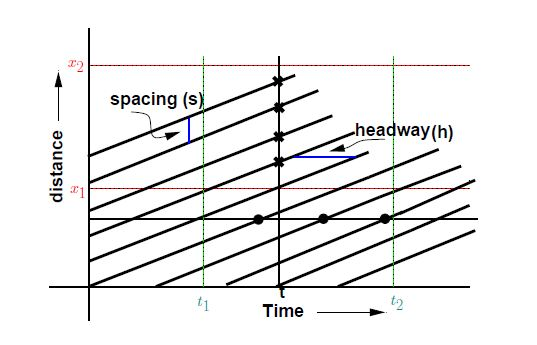 x2
spacing (s)
headway(h)
distance
x1
t1
t
t2
Time